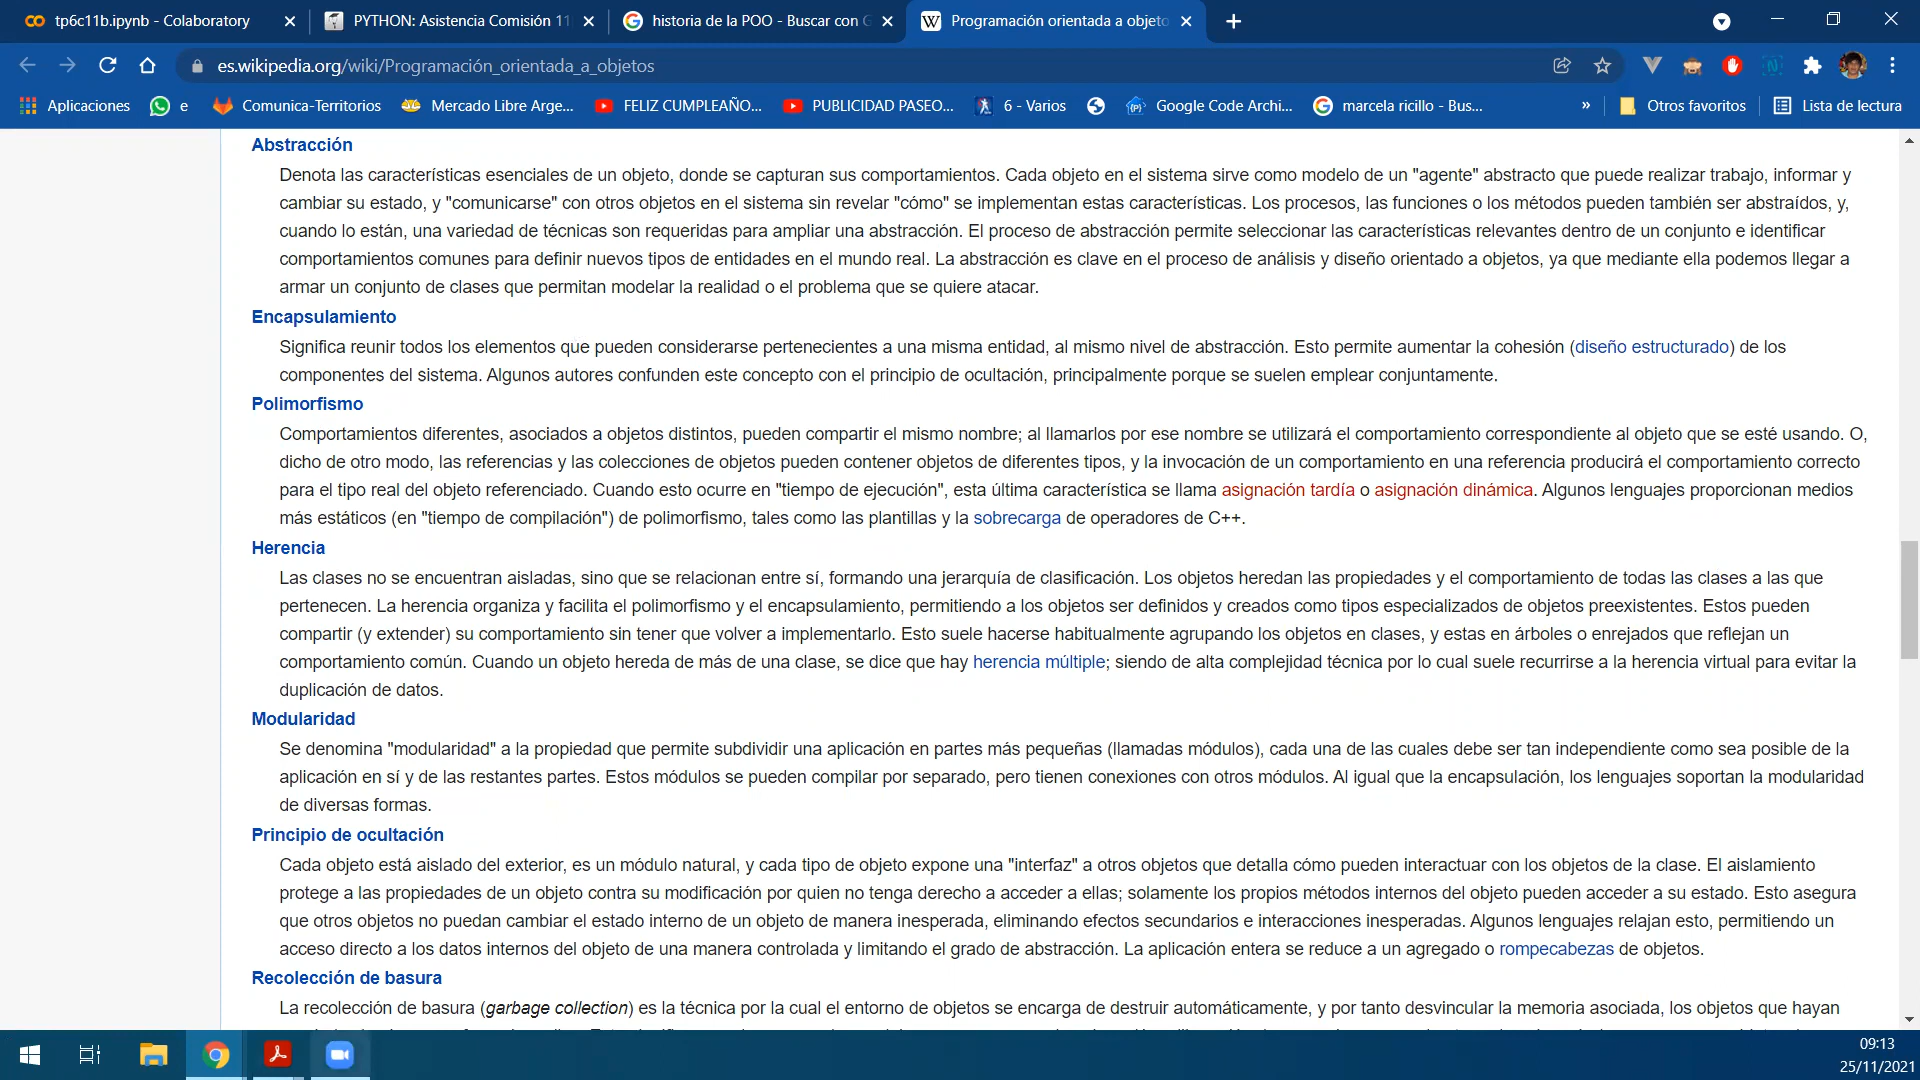 tp6c11b.ipynb - Colaboratory
PYTHON: Asistencia Comisión 11
historia de la POO - Buscar con G
Programación orientada a objeto
es.wikipedia.org/wiki/Programación_orientada_a_objetos
Aplicaciones
e
Comunica-Territorios
Mercado Libre Arge...
FELIZ CUMPLEAÑO...
PUBLICIDAD PASEO...
6 - Varios
Google Code Archi...
marcela ricillo - Bus...
»
Otros favoritos
Lista de lectura
Abstracción
Denota las características esenciales de un objeto, donde se capturan sus comportamientos. Cada objeto en el sistema sirve como modelo de un "agente" abstracto que puede realizar trabajo, informar y
cambiar su estado, y "comunicarse" con otros objetos en el sistema sin revelar "cómo" se implementan estas características. Los procesos, las funciones o los métodos pueden también ser abstraídos, y,
cuando lo están, una variedad de técnicas son requeridas para ampliar una abstracción. El proceso de abstracción permite seleccionar las características relevantes dentro de un conjunto e identificar
comportamientos comunes para definir nuevos tipos de entidades en el mundo real. La abstracción es clave en el proceso de análisis y diseño orientado a objetos, ya que mediante ella podemos llegar a
armar un conjunto de clases que permitan modelar la realidad o el problema que se quiere atacar.
Encapsulamiento
Significa reunir todos los elementos que pueden considerarse pertenecientes a una misma entidad, al mismo nivel de abstracción. Esto permite aumentar la cohesión (diseño estructurado) de los
componentes del sistema. Algunos autores confunden este concepto con el principio de ocultación, principalmente porque se suelen emplear conjuntamente.
Polimorfismo
Comportamientos diferentes, asociados a objetos distintos, pueden compartir el mismo nombre; al llamarlos por ese nombre se utilizará el comportamiento correspondiente al objeto que se esté usando. O,
dicho de otro modo, las referencias y las colecciones de objetos pueden contener objetos de diferentes tipos, y la invocación de un comportamiento en una referencia producirá el comportamiento correcto
para el tipo real del objeto referenciado. Cuando esto ocurre en "tiempo de ejecución", esta última característica se llama asignación tardía o asignación dinámica. Algunos lenguajes proporcionan medios
más estáticos (en "tiempo de compilación") de polimorfismo, tales como las plantillas y la sobrecarga de operadores de C++.
Herencia
Las clases no se encuentran aisladas, sino que se relacionan entre sí, formando una jerarquía de clasificación. Los objetos heredan las propiedades y el comportamiento de todas las clases a las que
pertenecen. La herencia organiza y facilita el polimorfismo y el encapsulamiento, permitiendo a los objetos ser definidos y creados como tipos especializados de objetos preexistentes. Estos pueden
compartir (y extender) su comportamiento sin tener que volver a implementarlo. Esto suele hacerse habitualmente agrupando los objetos en clases, y estas en árboles o enrejados que reflejan un
comportamiento común. Cuando un objeto hereda de más de una clase, se dice que hay herencia múltiple; siendo de alta complejidad técnica por lo cual suele recurrirse a la herencia virtual para evitar la
duplicación de datos.
Modularidad
Se denomina "modularidad" a la propiedad que permite subdividir una aplicación en partes más pequeñas (llamadas módulos), cada una de las cuales debe ser tan independiente como sea posible de la
aplicación en sí y de las restantes partes. Estos módulos se pueden compilar por separado, pero tienen conexiones con otros módulos. Al igual que la encapsulación, los lenguajes soportan la modularidad
de diversas formas.
Principio de ocultación
Cada objeto está aislado del exterior, es un módulo natural, y cada tipo de objeto expone una "interfaz" a otros objetos que detalla cómo pueden interactuar con los objetos de la clase. El aislamiento
protege a las propiedades de un objeto contra su modificación por quien no tenga derecho a acceder a ellas; solamente los propios métodos internos del objeto pueden acceder a su estado. Esto asegura
que otros objetos no puedan cambiar el estado interno de un objeto de manera inesperada, eliminando efectos secundarios e interacciones inesperadas. Algunos lenguajes relajan esto, permitiendo un
acceso directo a los datos internos del objeto de una manera controlada y limitando el grado de abstracción. La aplicación entera se reduce a un agregado o rompecabezas de objetos.
Recolección de basura
La recolección de basura (garbage collection) es la técnica por la cual el entorno de objetos se encarga de destruir automáticamente, y por tanto desvincular la memoria asociada, los objetos que hayan
09:13
25/11/2021